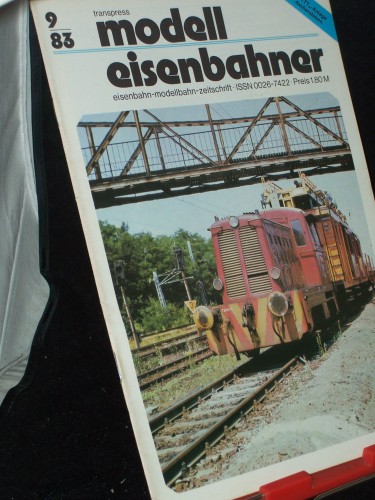 9
83
transpress
modell
eisenbahner
eisenbahn-modellbahn-zeitschrift · ISSN 0026-7422 · Preis 1,80 M